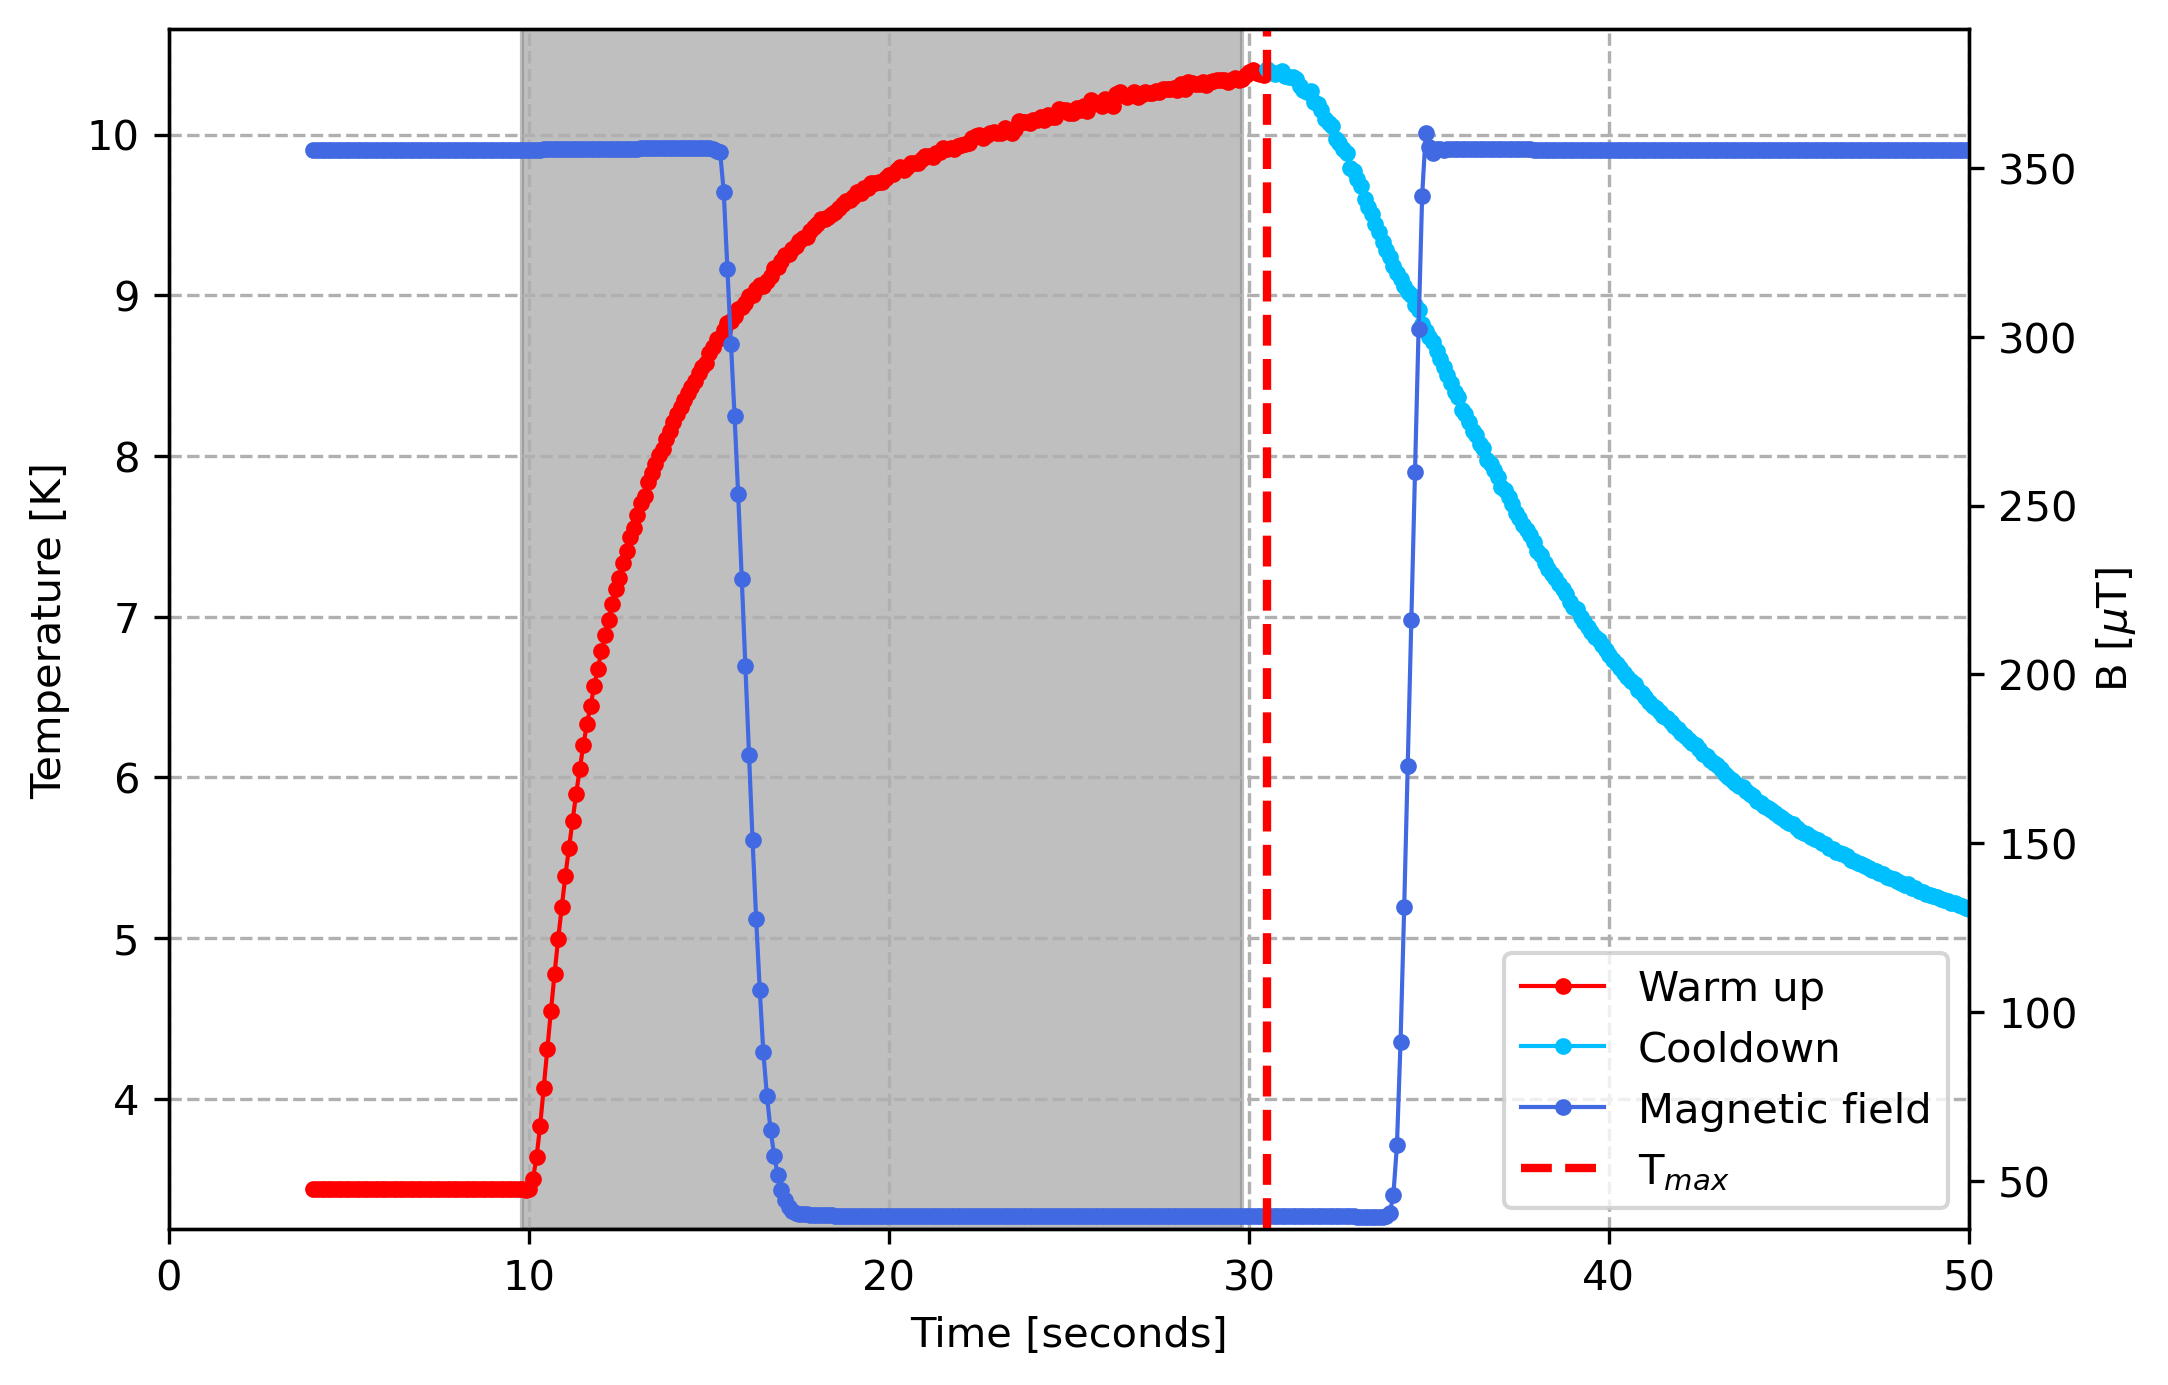 10
9
8
7
6
5
4
Temperature [K]
350
300
250
200
150
100
50
B [μT]
Warm up
Cooldown
Magnetic field
T_max
0 10 20 30 40 50
Time [seconds]